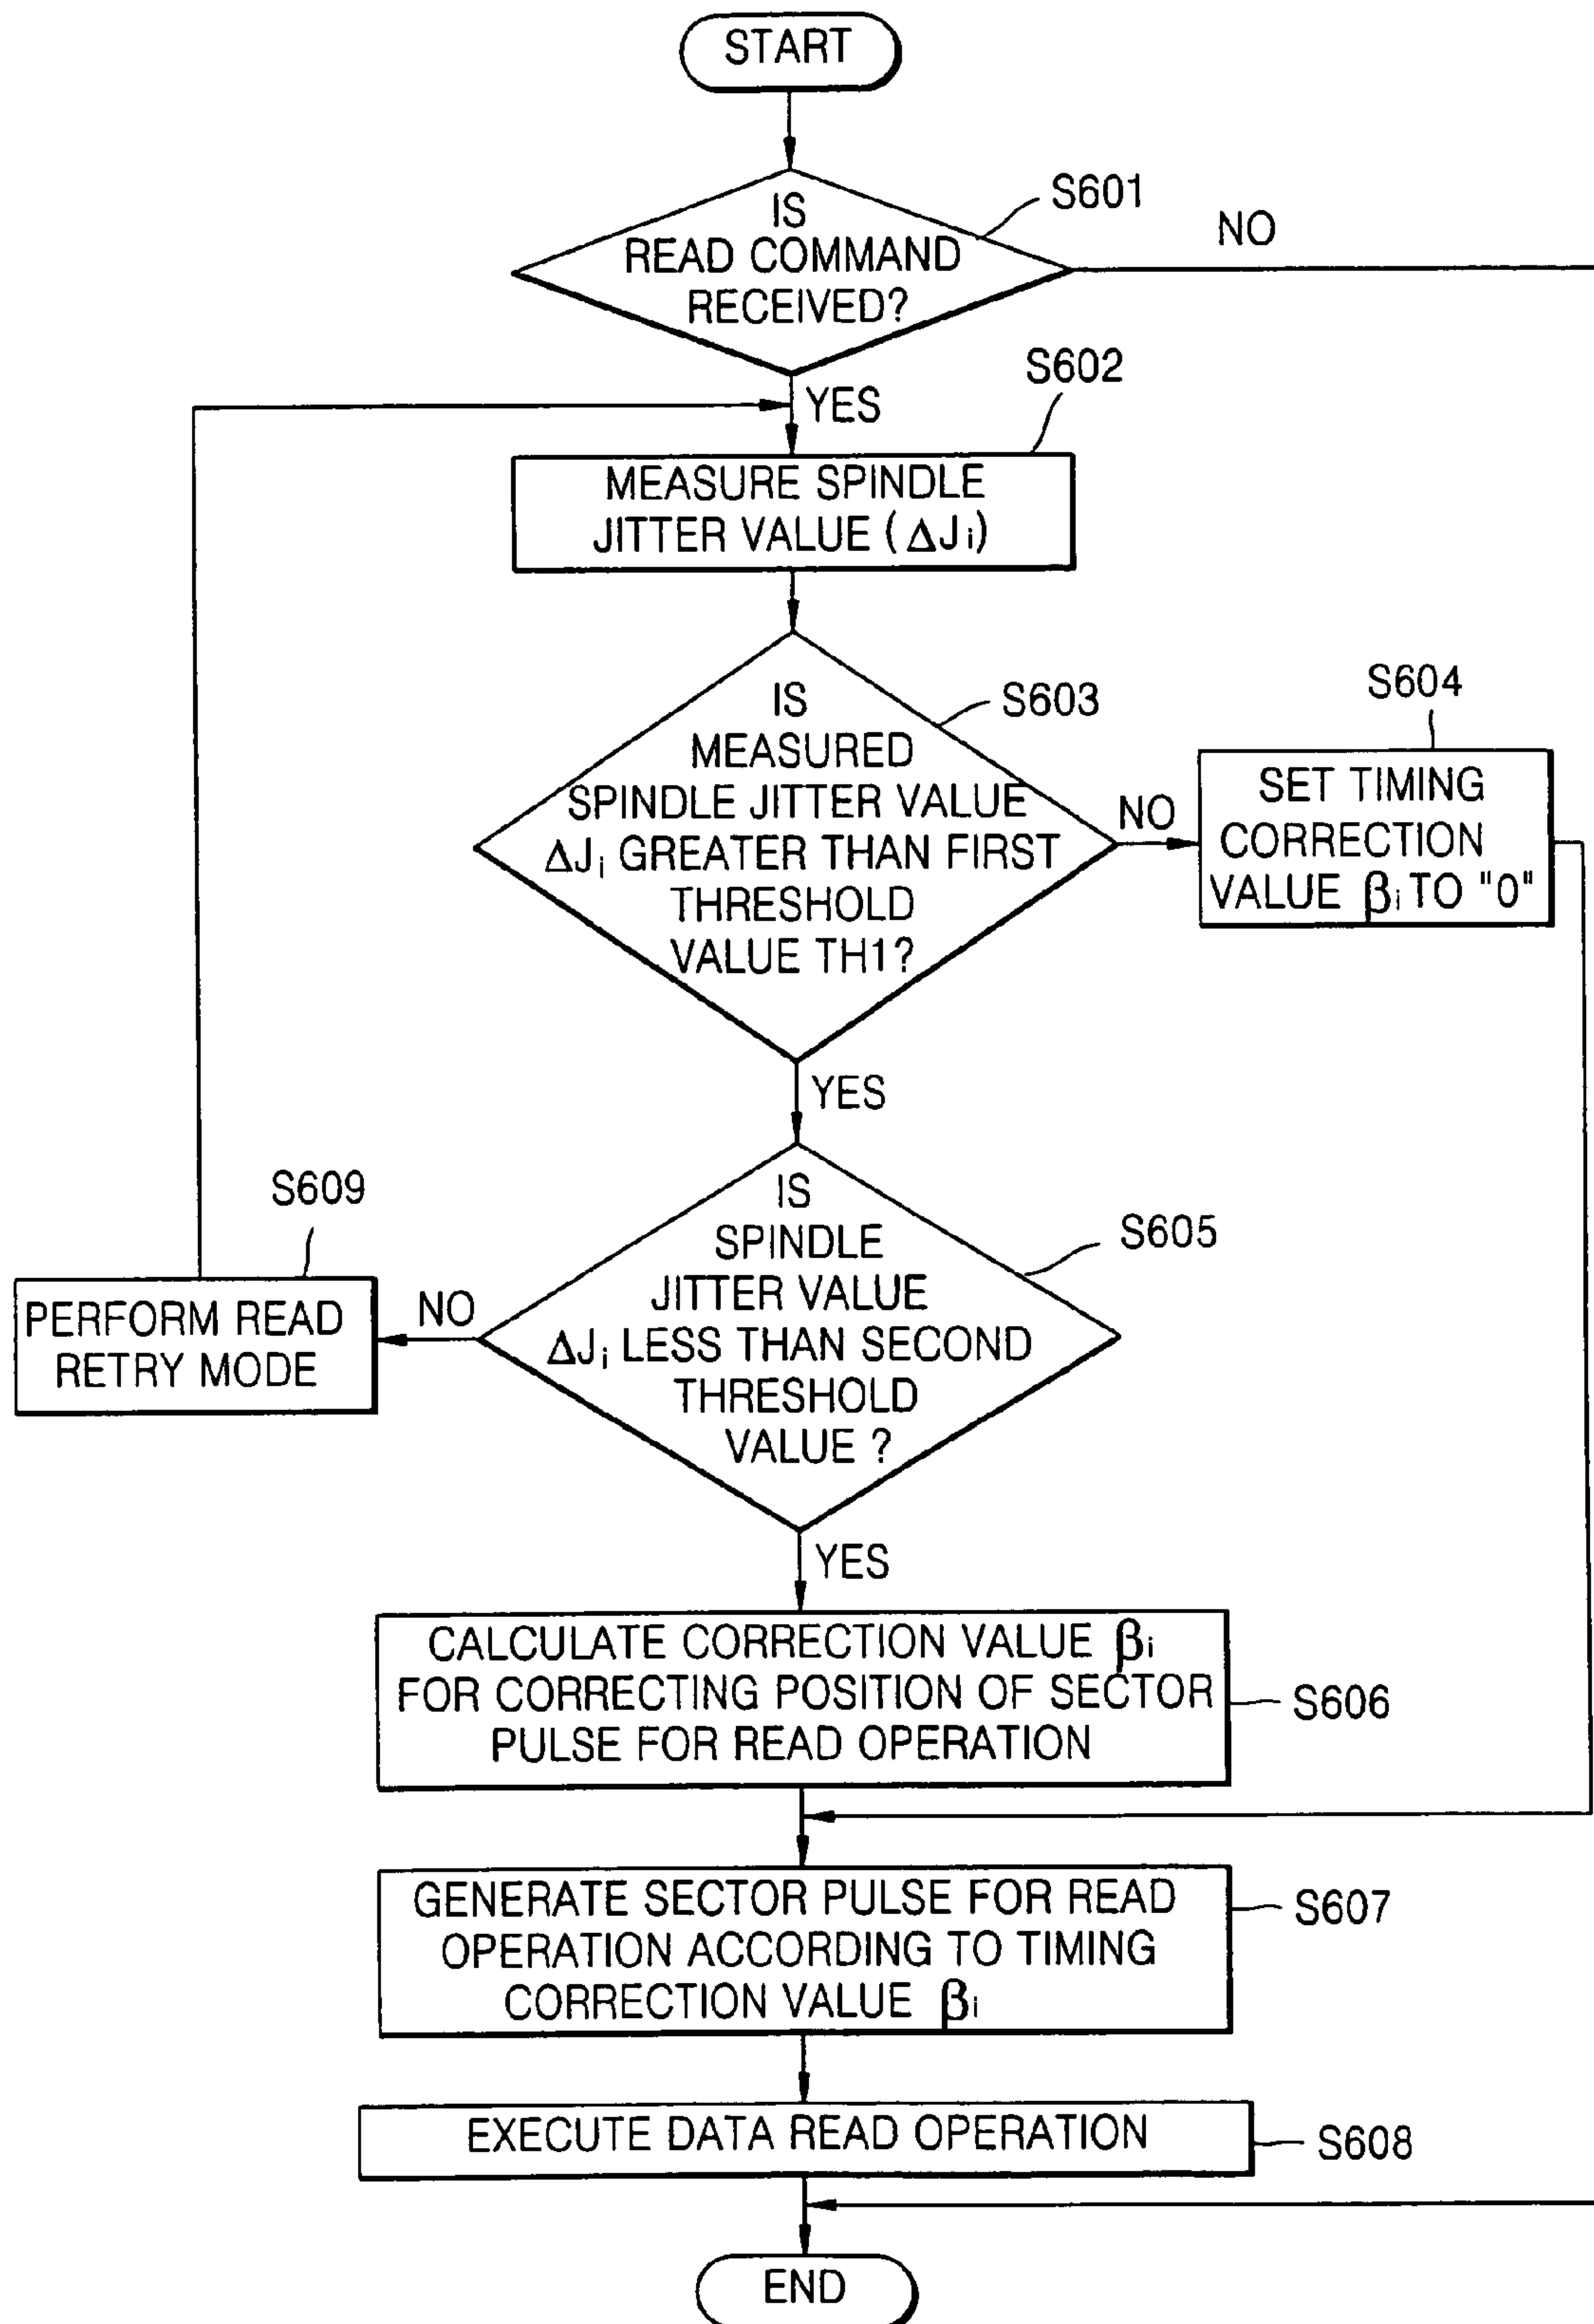 START
IS
READ COMMAND
RECEIVED?
S601
NO
YES
S602
MEASURE SPINDLE
JITTER VALUE (ΔJi)
IS
MEASURED
SPINDLE JITTER VALUE
ΔJi GREATER THAN FIRST
THRESHOLD
VALUE TH1?
S603
NO
S604
SET TIMING
CORRECTION
VALUE βi TO "0"
YES
IS
SPINDLE
JITTER VALUE
ΔJi LESS THAN SECOND
THRESHOLD
VALUE ?
S605
NO
S609
PERFORM READ
RETRY MODE
YES
CALCULATE CORRECTION VALUE βi
FOR CORRECTING POSITION OF SECTOR
PULSE FOR READ OPERATION
S606
GENERATE SECTOR PULSE FOR READ
OPERATION ACCORDING TO TIMING
CORRECTION VALUE βi
S607
EXECUTE DATA READ OPERATION
S608
END